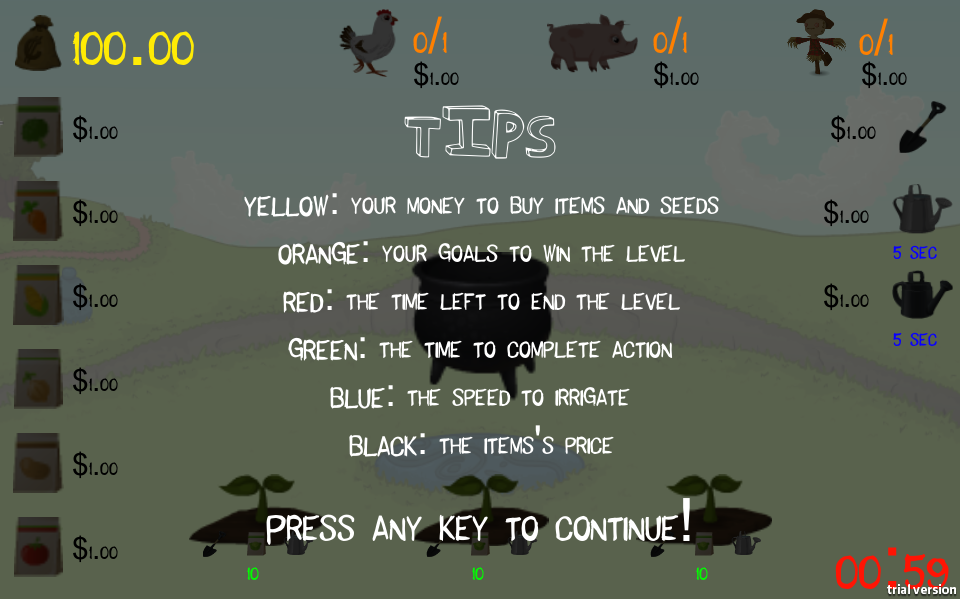 100.00
0/1
$1.00
0/1
$1.00
0/1
$1.00
$1.00
$1.00
TIPS
$1.00
$1.00
5 SEC
YELLOW: YOUR MONEY TO BUY ITEMS AND SEEDS
ORANGE: YOUR GOALS TO WIN THE LEVEL
$1.00
$1.00
5 SEC
RED: THE TIME LEFT TO END THE LEVEL
GREEN: THE TIME TO COMPLETE ACTION
$1.00
BLUE: THE SPEED TO IRRIGATE
BLACK: THE ITEMS'S PRICE
$1.00
PRESS ANY KEY TO CONTINUE!
$1.00
10
10
10
00:59
trial version